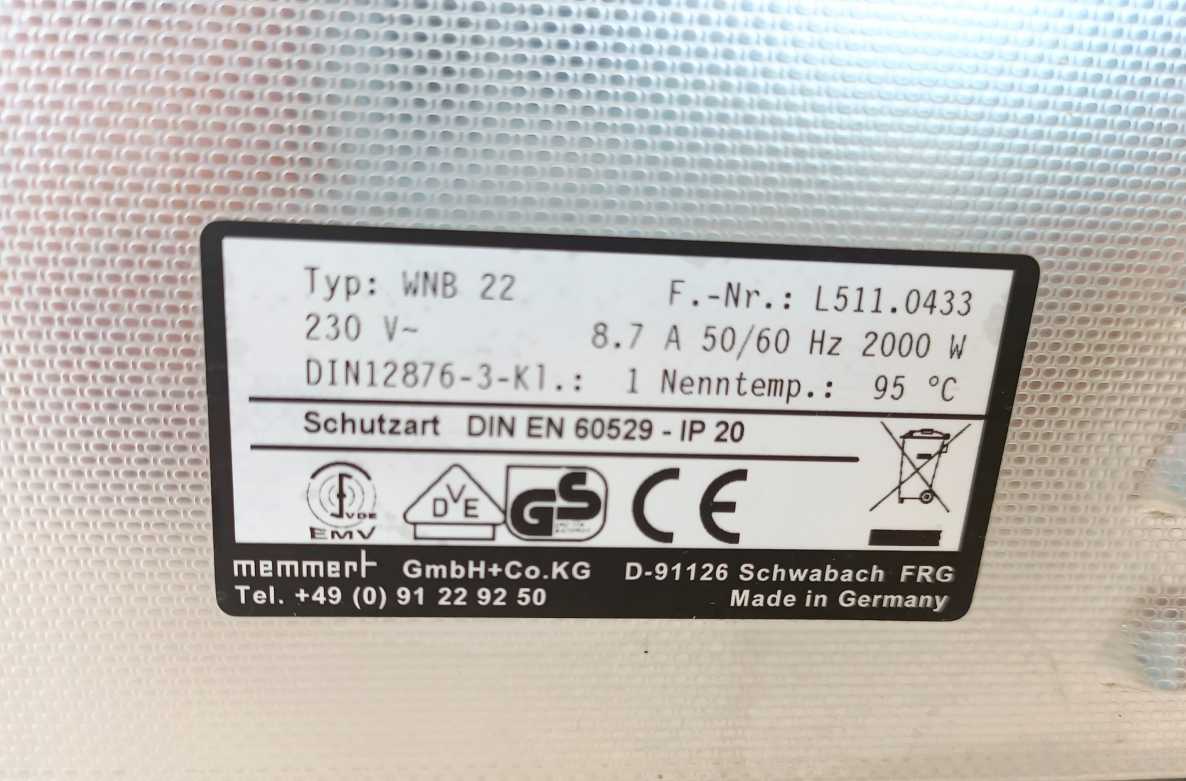 Typ: WNB 22 F.-Nr.: L511.0433
230 V~ 8.7 A 50/60 Hz 2000 W
DIN12876-3-Kl.: 1 Nenntemp.: 95 °C
Schutzart DIN EN 60529 - IP 20
VDE DVE GS CE
EMV
memmert GmbH+Co.KG D-91126 Schwabach FRG
Tel. +49 (0) 91 22 92 50 Made in Germany